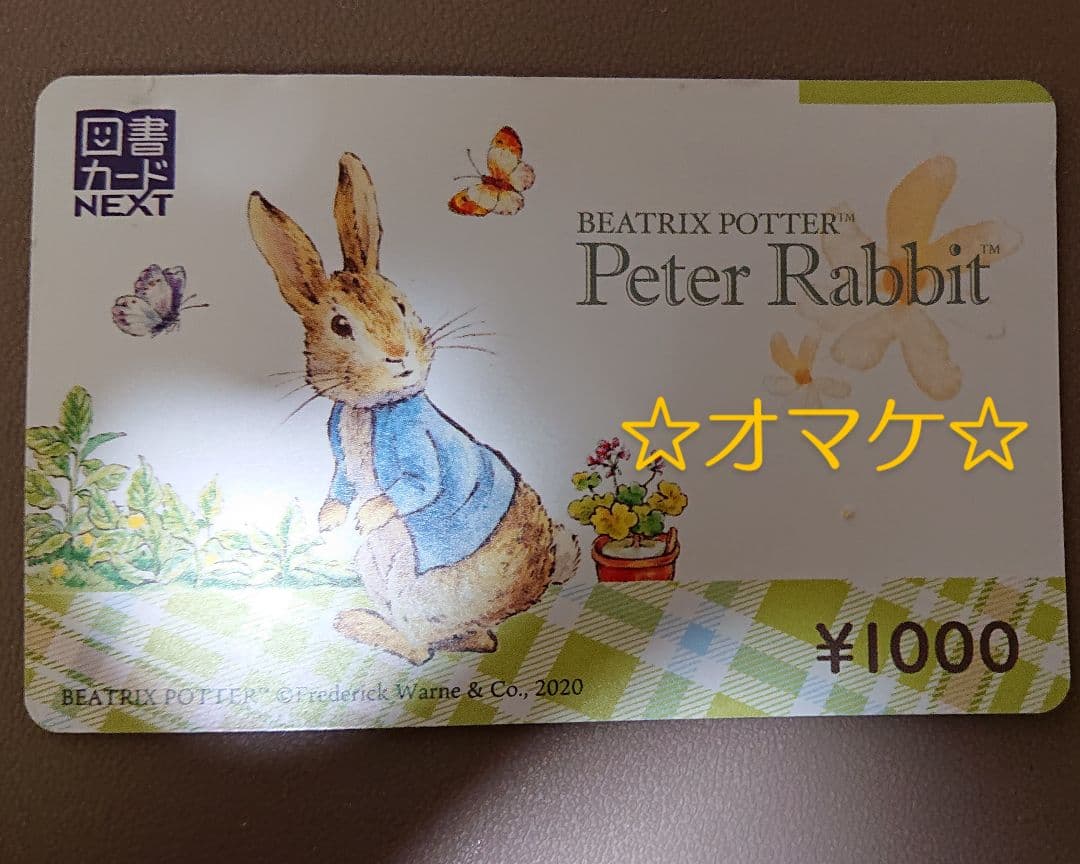 図書
カード
NEXT
BEATRIX POTTER™
Peter Rabbit™
☆オマケ☆
¥1000
BEATRIX POTTER™ ©Frederick Warne & Co., 2020